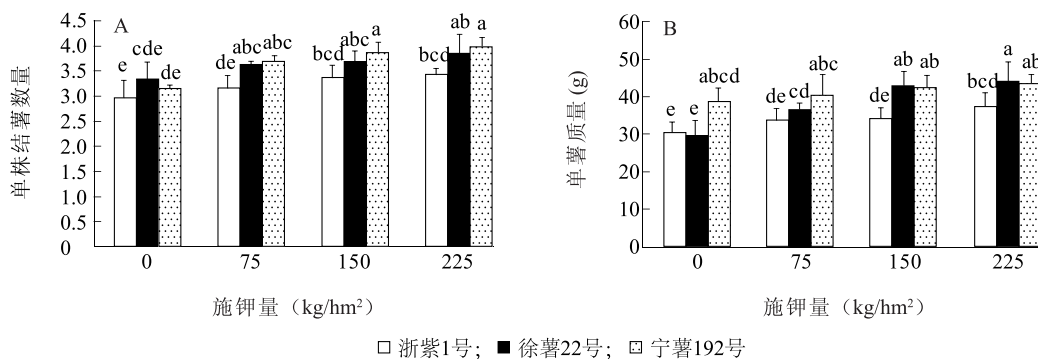 A
单株结薯数量
4.5
4.0
3.5
3.0
2.5
2.0
1.5
1.0
0.5
0
e cde de
de abc abc
bcd abc a
bcd ab a
0 75 150 225
施钾量（kg/hm²）
B
单薯质量(g)
60
50
40
30
20
10
0
e e abcd
de cd abc
de ab ab
bcd a ab
0 75 150 225
施钾量（kg/hm²）
浙紫1号； 徐薯22号； 宁薯192号